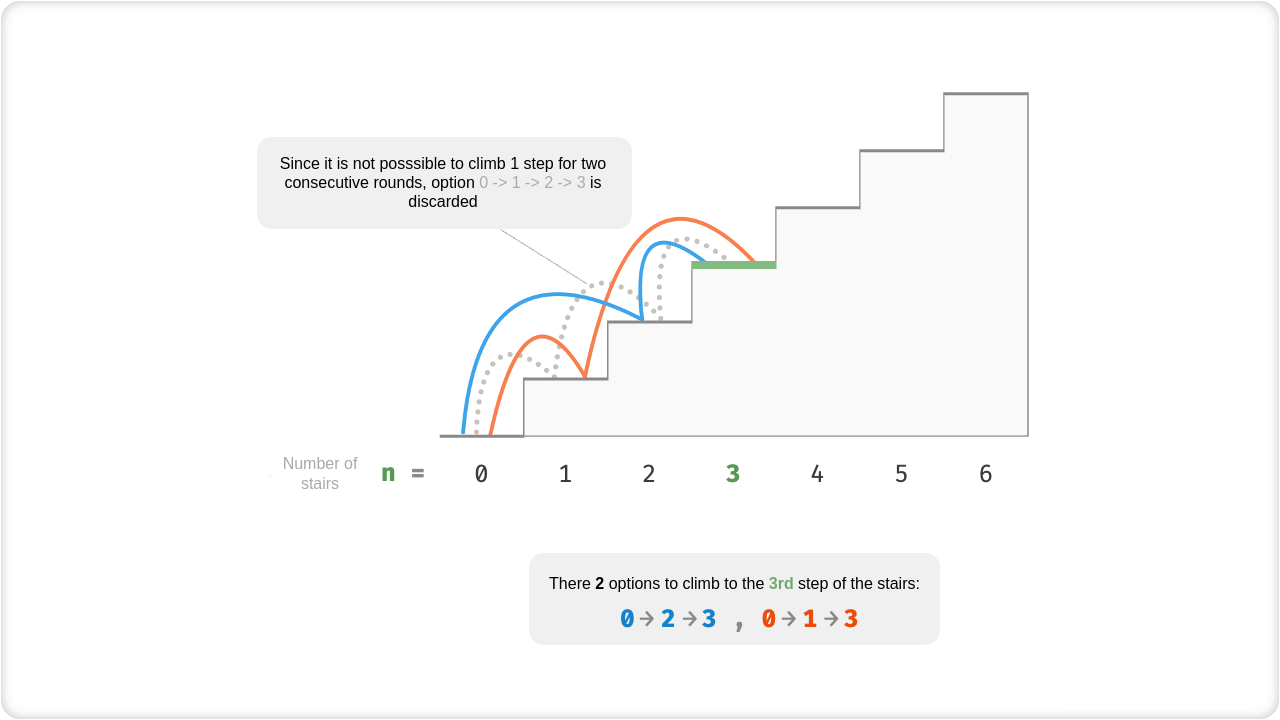 Since it is not posssible to climb 1 step for two
consecutive rounds, option 0 -> 1 -> 2 -> 3 is
discarded
Number of
stairs
n = 0 1 2 3 4 5 6
There 2 options to climb to the 3rd step of the stairs:
0→2→3 , 0→1→3